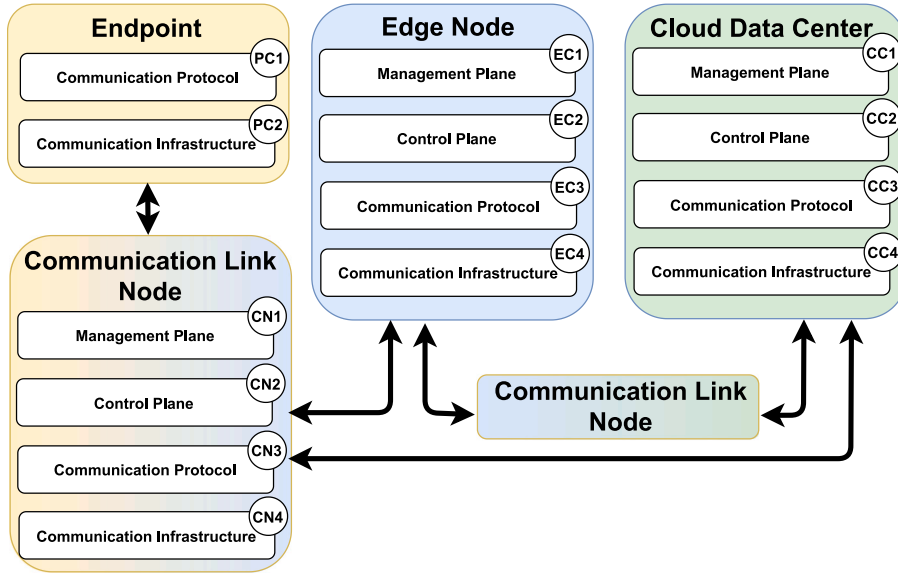 Endpoint
PC1
Communication Protocol
PC2
Communication Infrastructure
Edge Node
EC1
Management Plane
EC2
Control Plane
EC3
Communication Protocol
EC4
Communication Infrastructure
Cloud Data Center
CC1
Management Plane
CC2
Control Plane
CC3
Communication Protocol
CC4
Communication Infrastructure
Communication Link
Node
CN1
Management Plane
CN2
Control Plane
CN3
Communication Protocol
CN4
Communication Infrastructure
Communication Link
Node